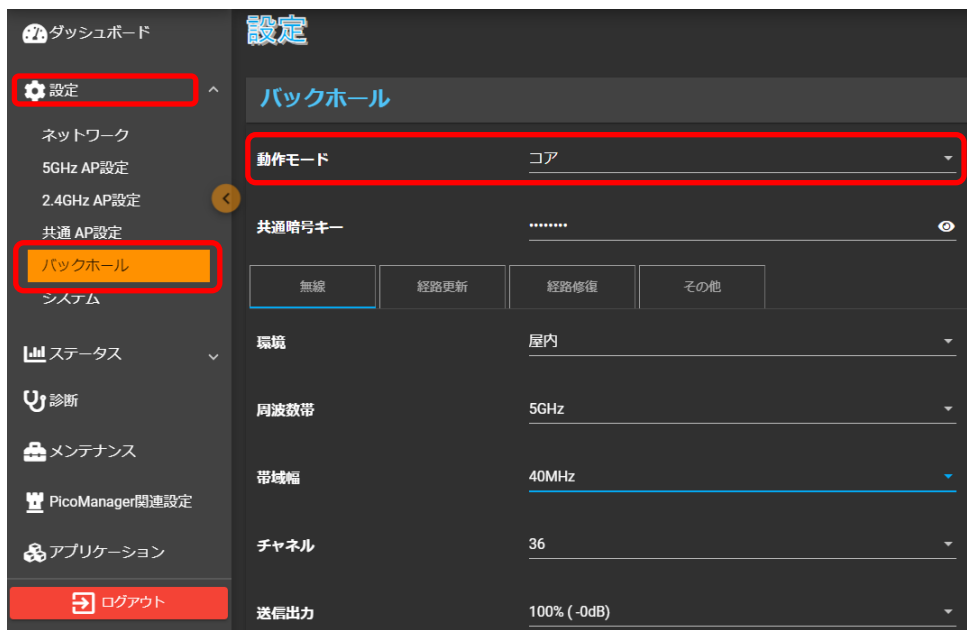 ダッシュボード
設定
ネットワーク
5GHz AP設定
2.4GHz AP設定
共通 AP設定
バックホール
システム
ステータス
診断
メンテナンス
PicoManager関連設定
アプリケーション
ログアウト
設定
バックホール
動作モード コア
共通暗号キー ••••••••
無線 経路更新 経路修復 その他
環境 屋内
周波数帯 5GHz
帯域幅 40MHz
チャネル 36
送信出力 100% ( -0dB)